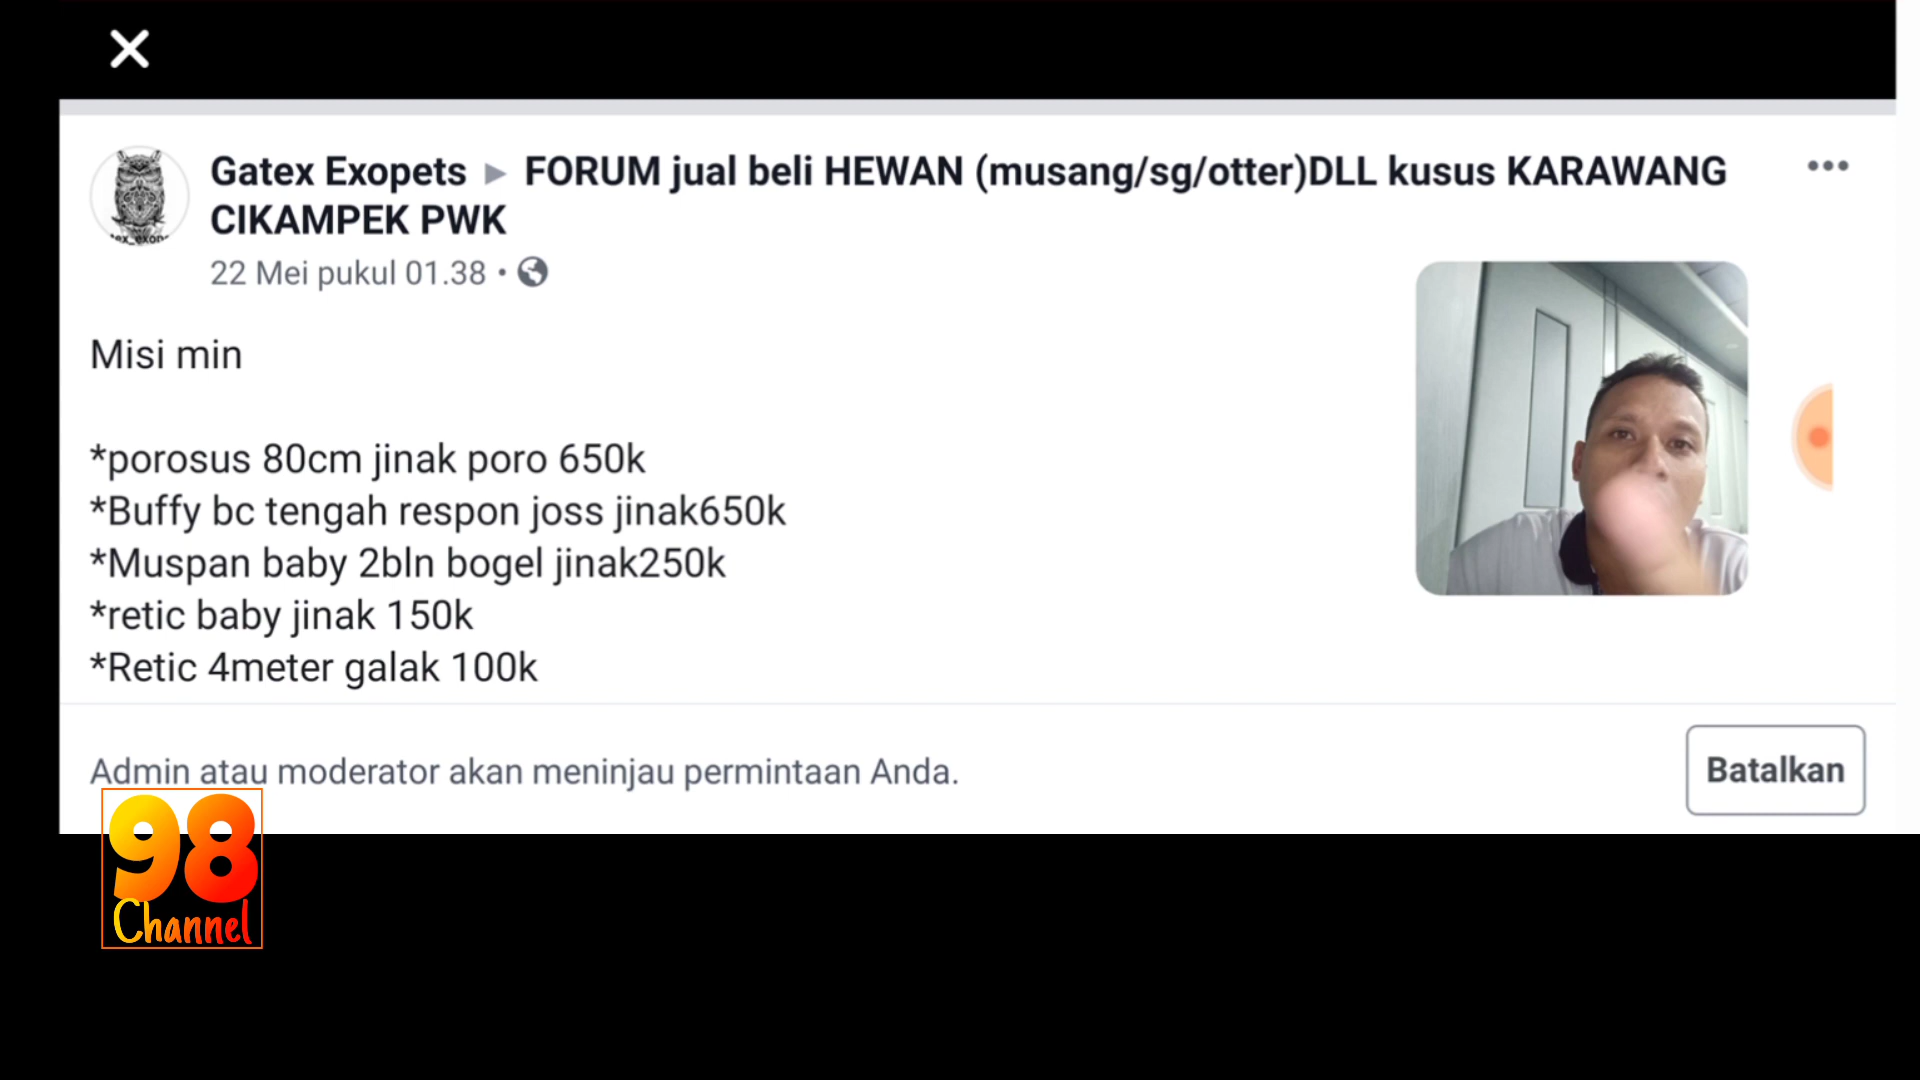 Gatex Exopets ▸ FORUM jual beli HEWAN (musang/sg/otter)DLL kusus KARAWANG
CIKAMPEK PWK
22 Mei pukul 01.38 •
Misi min
*porosus 80cm jinak poro 650k
*Buffy bc tengah respon joss jinak650k
*Muspan baby 2bln bogel jinak250k
*retic baby jinak 150k
*Retic 4meter galak 100k
Admin atau moderator akan meninjau permintaan Anda.
Batalkan
98
Channel